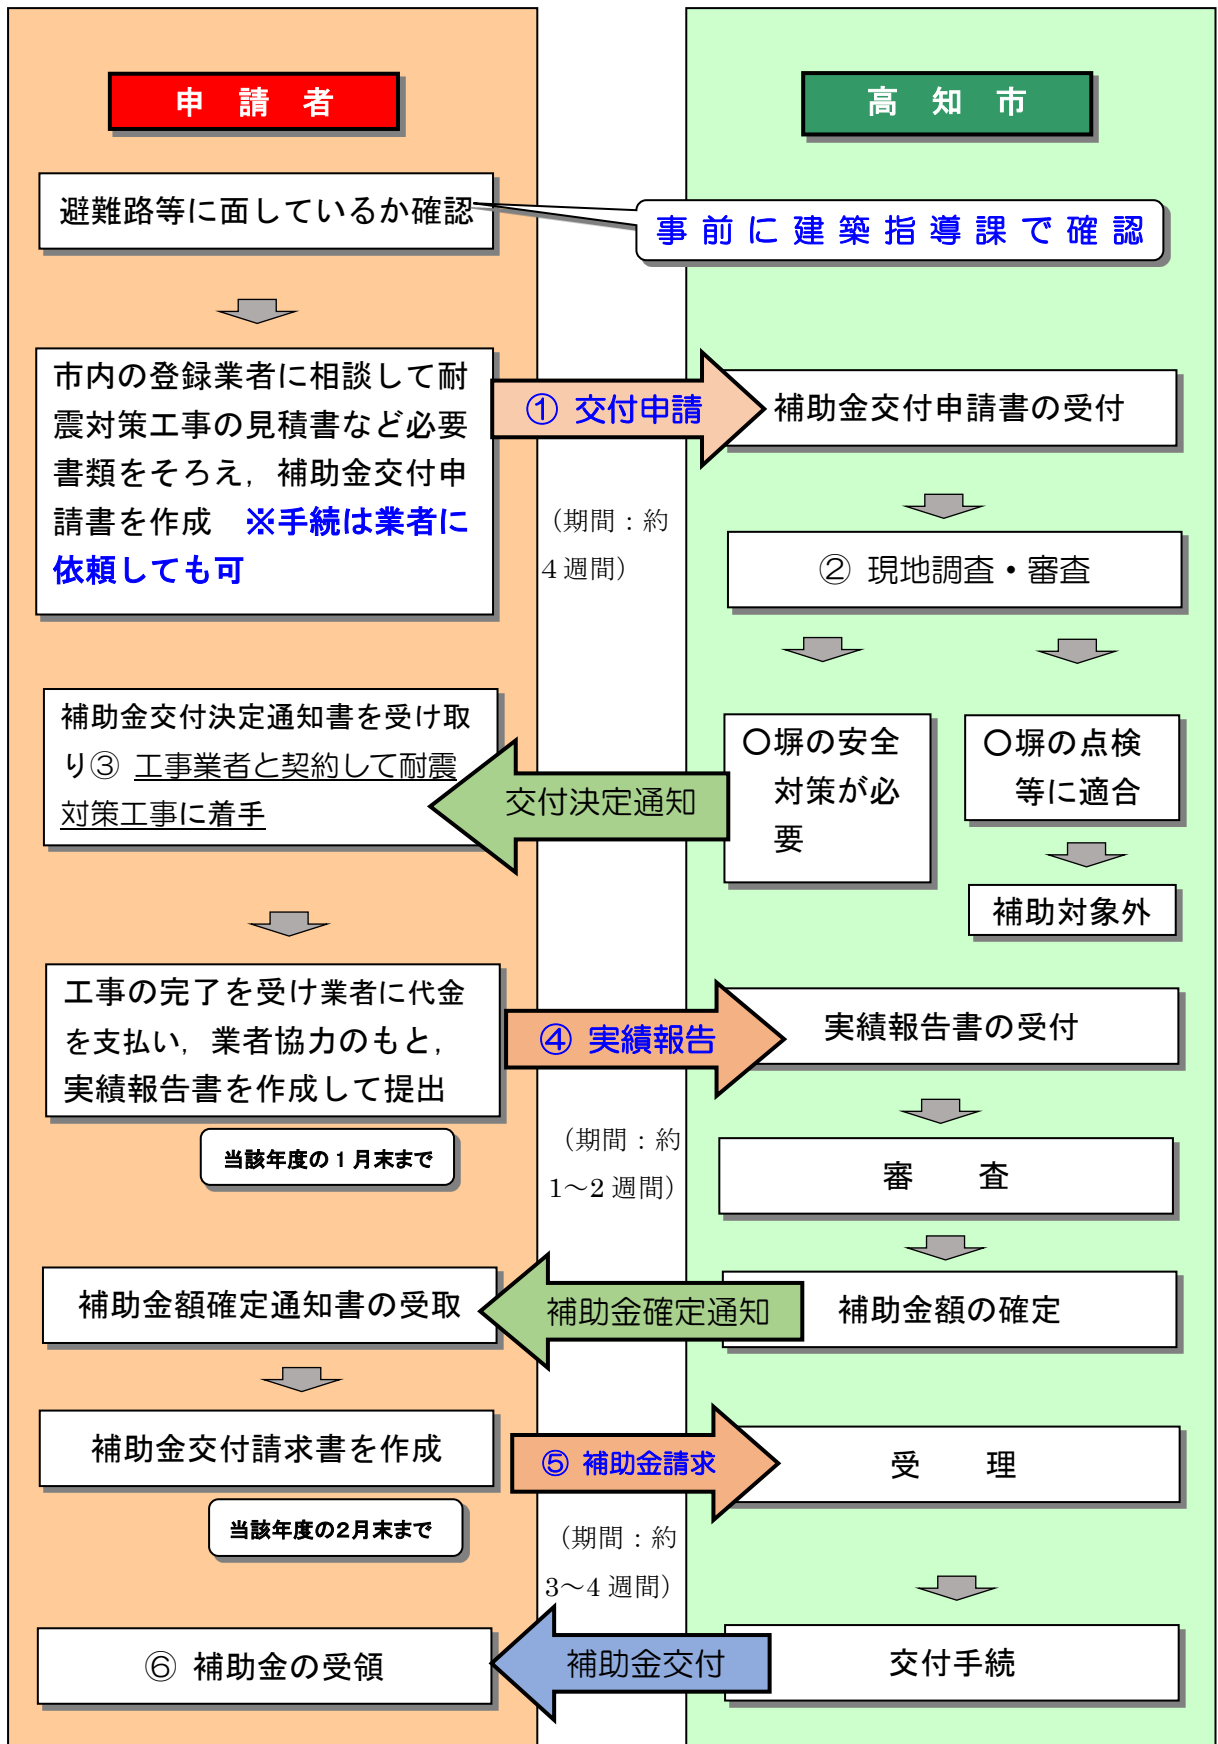 申請者
高知市
避難路等に面しているか確認
事前に建築指導課で確認
市内の登録業者に相談して耐
震対策工事の見積書など必要
書類をそろえ，補助金交付申
請書を作成　※手続は業者に
依頼しても可
① 交付申請
補助金交付申請書の受付
（期間：約
４週間）
② 現地調査・審査
補助金交付決定通知書を受け取
り③ 工事業者と契約して耐震
対策工事に着手
交付決定通知
〇塀の安全
対策が必
要
〇塀の点検
等に適合
補助対象外
工事の完了を受け業者に代金
を支払い，業者協力のもと，
実績報告書を作成して提出
当該年度の１月末まで
④ 実績報告
実績報告書の受付
（期間：約
1～2 週間）
審　査
補助金額確定通知書の受取
補助金確定通知
補助金額の確定
補助金交付請求書を作成
当該年度の２月末まで
⑤ 補助金請求
受　理
（期間：約
3～4 週間）
⑥ 補助金の受領
補助金交付
交付手続